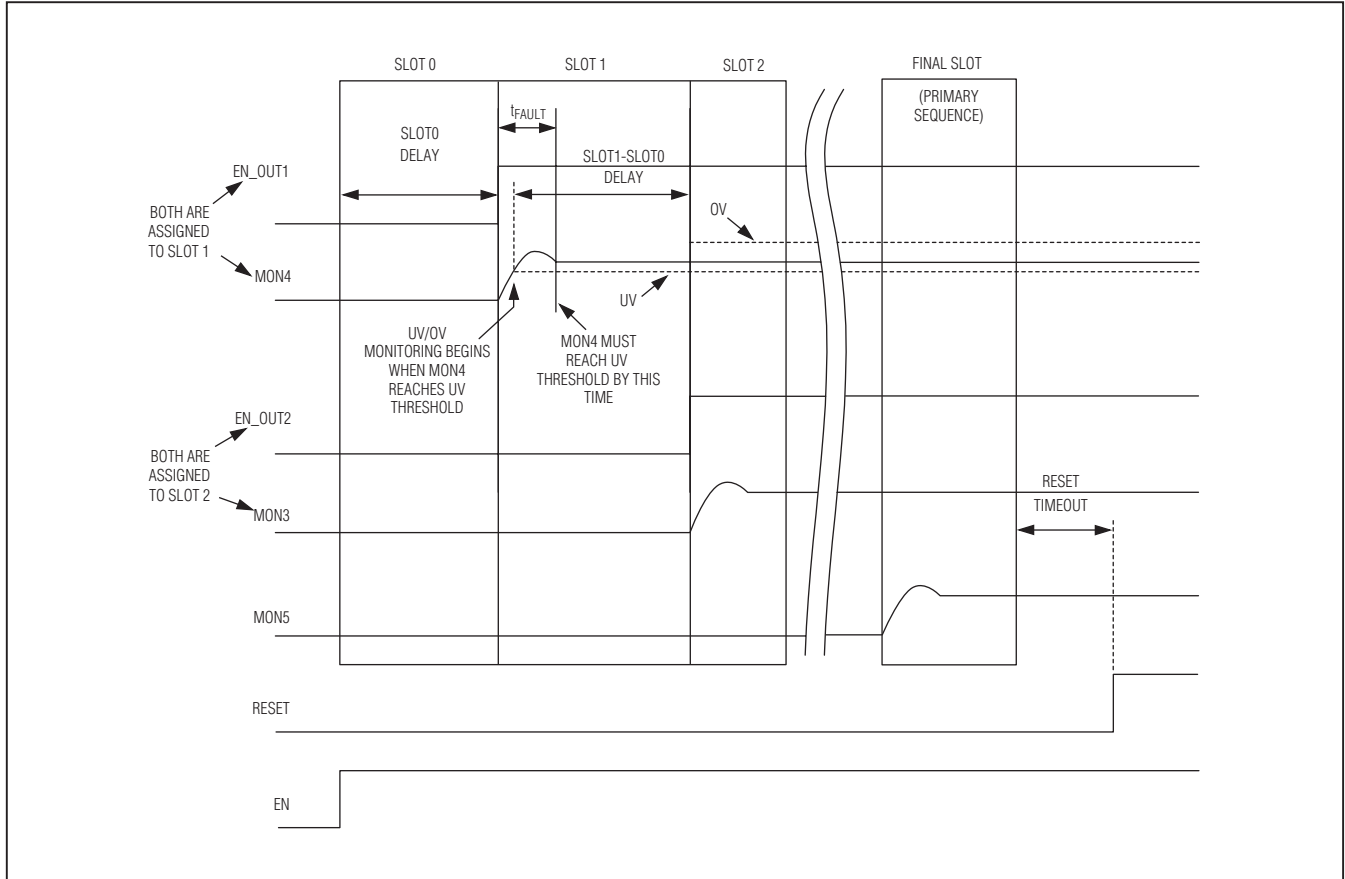 SLOT 0
SLOT 1
SLOT 2
FINAL SLOT
(PRIMARY
SEQUENCE)
tFAULT
SLOT0
DELAY
SLOT1-SLOT0
DELAY
EN_OUT1
BOTH ARE
ASSIGNED
TO SLOT 1
MON4
OV
UV
UV/OV
MONITORING BEGINS
WHEN MON4
REACHES UV
THRESHOLD
MON4 MUST
REACH UV
THRESHOLD BY THIS
TIME
EN_OUT2
BOTH ARE
ASSIGNED
TO SLOT 2
MON3
RESET
TIMEOUT
MON5
RESET
EN